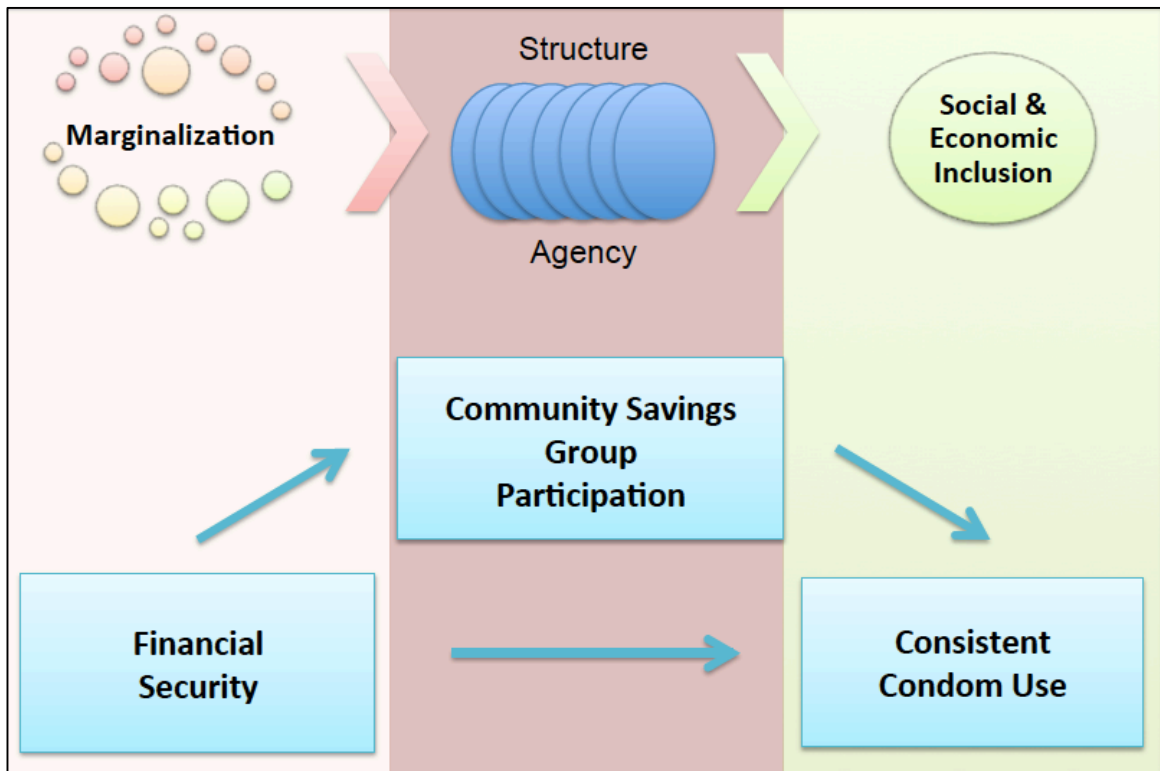 Marginalization
Structure
Agency
Social &
Economic
Inclusion
Community Savings
Group
Participation
Financial
Security
Consistent
Condom Use